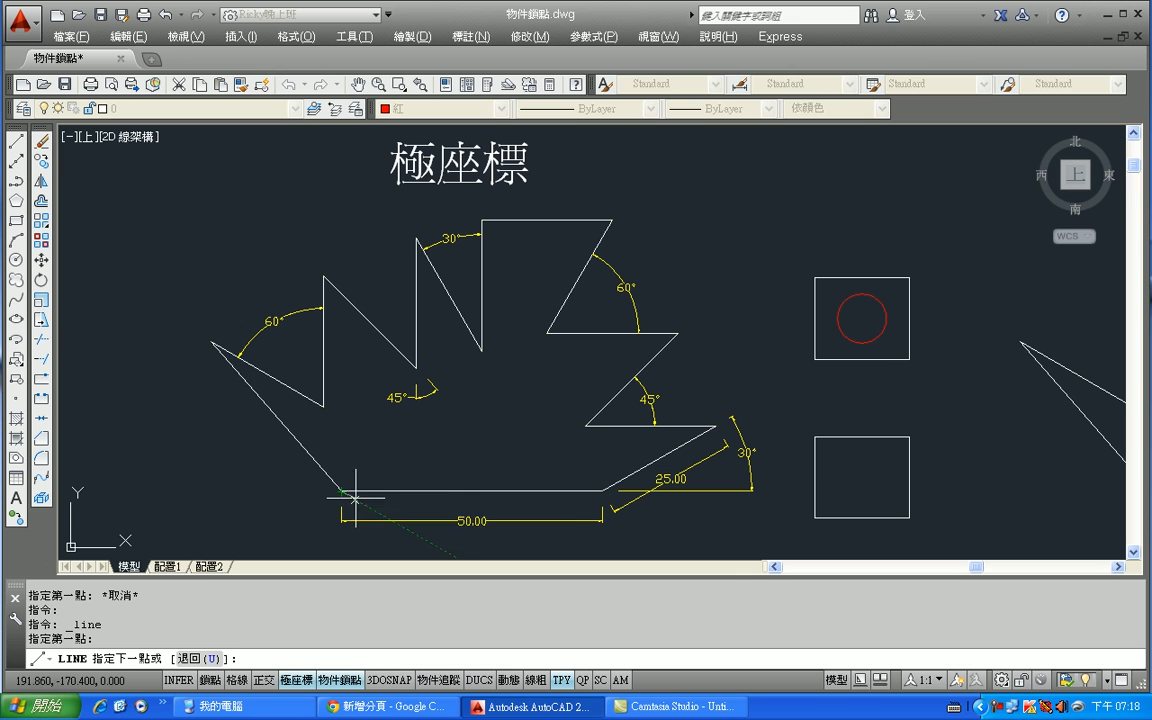 Ricky晚上班
物件鎖點.dwg
鍵入關鍵字或詞組
登入
檔案(F) 編輯(E) 檢視(V) 插入(I) 格式(O) 工具(T) 繪製(D) 標註(N) 修改(M) 參數式(P) 視窗(W) 說明(H) Express
物件鎖點*
Standard Standard Standard Standard
0 紅 ByLayer ByLayer 依顏色
[−][上][2D 線架構]
極座標
北
西 上 東
南
WCS
30°
60°
60°
45°
45°
30°
25.00
50.00
Y
X
模型 配置1 配置2
指定第一點: *取消*
指令:
指令: _line
指定第一點:
LINE 指定下一點或 [退回(U)]:
191.860, -170.400, 0.000 INFER 鎖點 格線 正交 極座標 物件鎖點 3DOSNAP 物件追蹤 DUCS 動態 線粗 TPY QP SC AM 模型 1:1
開始 我的電腦 新增分頁 - Google C... Autodesk AutoCAD 2... Camtasia Studio - Unti... 下午 07:18